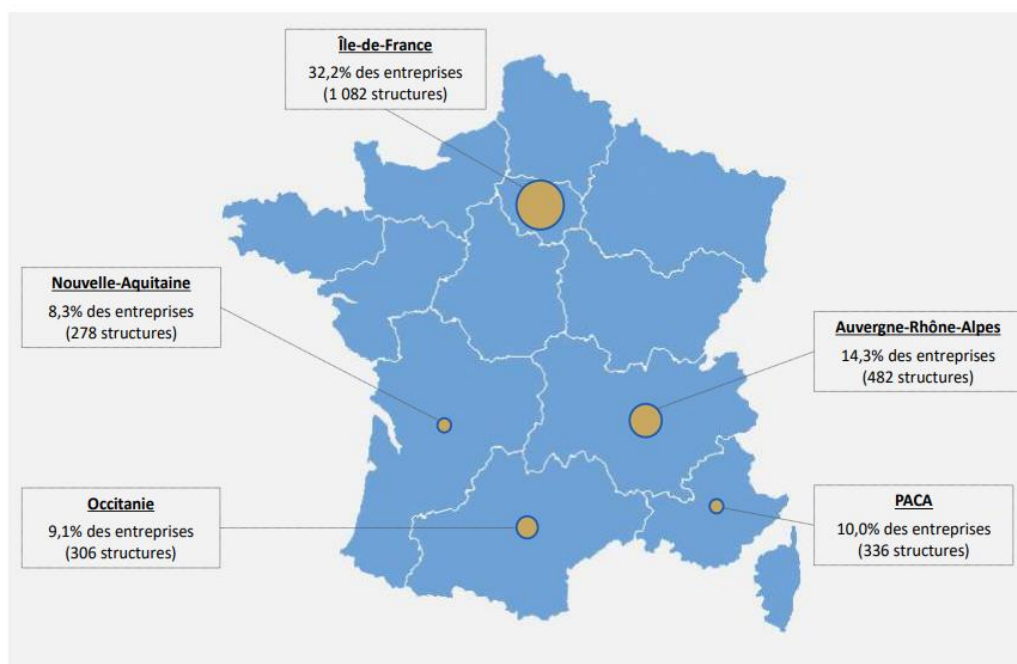 Île-de-France
32,2% des entreprises
(1 082 structures)
Nouvelle-Aquitaine
8,3% des entreprises
(278 structures)
Auvergne-Rhône-Alpes
14,3% des entreprises
(482 structures)
Occitanie
9,1% des entreprises
(306 structures)
PACA
10,0% des entreprises
(336 structures)